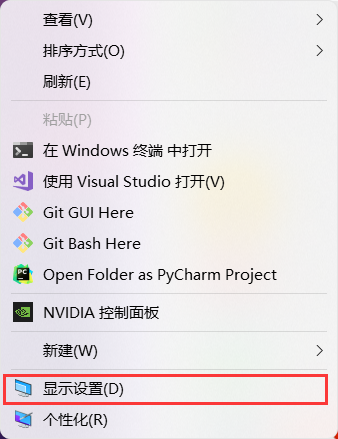 查看(V)
排序方式(O)
刷新(E)
粘贴(P)
在 Windows 终端 中打开
使用 Visual Studio 打开(V)
Git GUI Here
Git Bash Here
Open Folder as PyCharm Project
NVIDIA 控制面板
新建(W)
显示设置(D)
个性化(R)